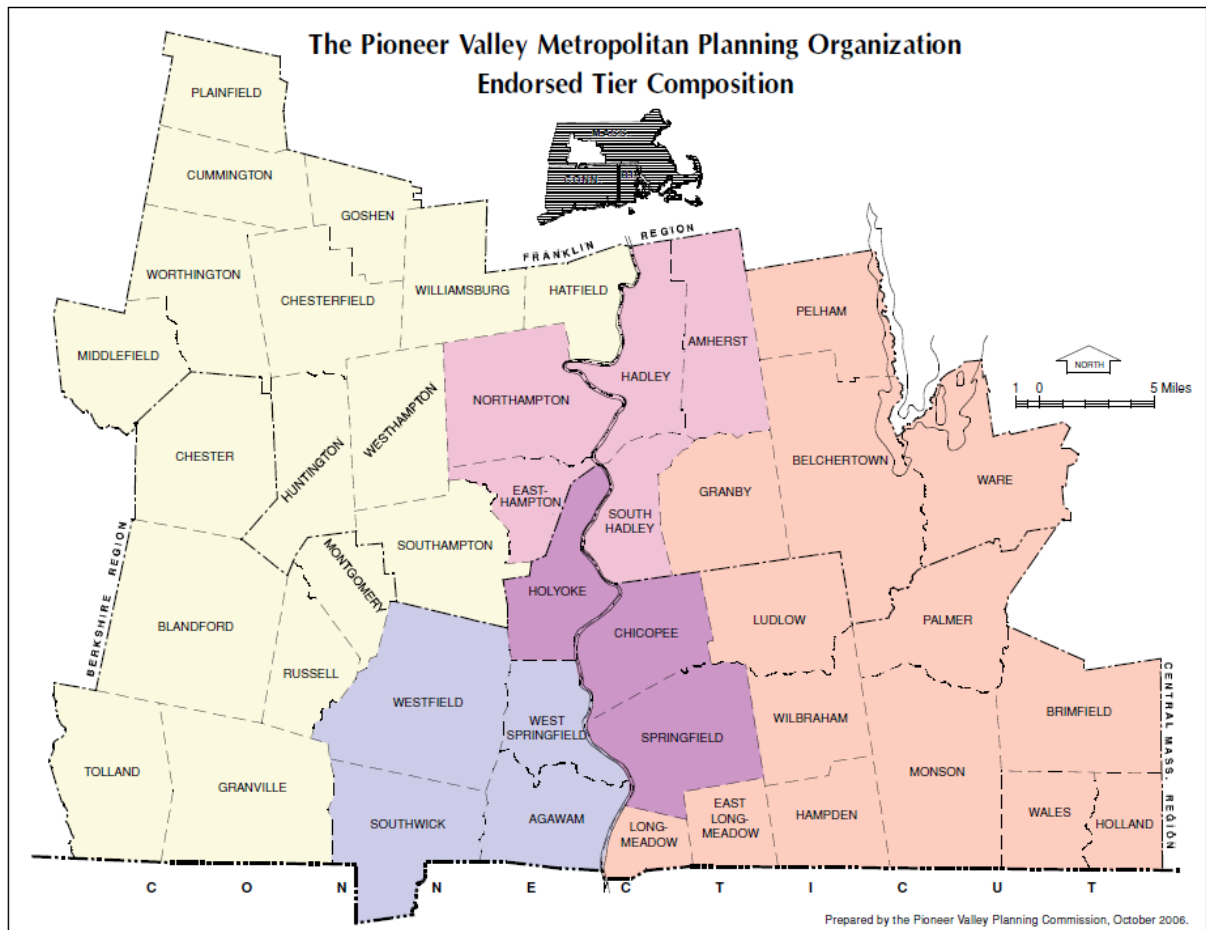 The Pioneer Valley Metropolitan Planning Organization
Endorsed Tier Composition
PLAINFIELD
MASS.
CONN.
R.I.
CUMMINGTON
GOSHEN
FRANKLIN REGION
WORTHINGTON
CHESTERFIELD
WILLIAMSBURG
HATFIELD
PELHAM
AMHERST
MIDDLEFIELD
HADLEY
NORTH
1 0 5 Miles
NORTHAMPTON
WESTHAMPTON
CHESTER
HUNTINGTON
BELCHERTOWN
WARE
EAST-
HAMPTON
GRANBY
SOUTH
HADLEY
SOUTHAMPTON
MONTGOMERY
BERKSHIRE REGION
HOLYOKE
BLANDFORD
CHICOPEE
LUDLOW
PALMER
RUSSELL
WESTFIELD
WEST
SPRINGFIELD
SPRINGFIELD
WILBRAHAM
BRIMFIELD
CENTRAL MASS. REGION
TOLLAND
GRANVILLE
MONSON
SOUTHWICK
AGAWAM
LONG-
MEADOW
EAST
LONG-
MEADOW
HAMPDEN
WALES
HOLLAND
CONNECTICUT
Prepared by the Pioneer Valley Planning Commission, October 2006.